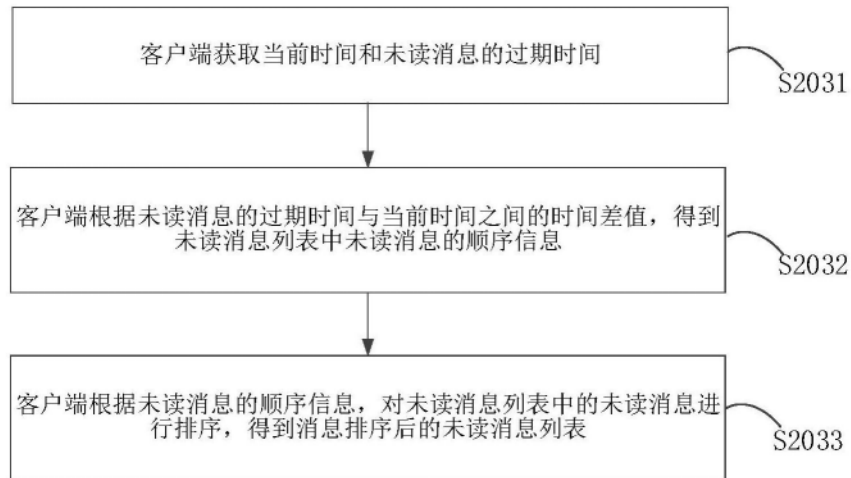 客户端获取当前时间和未读消息的过期时间
S2031
客户端根据未读消息的过期时间与当前时间之间的时间差值，得到
未读消息列表中未读消息的顺序信息
S2032
客户端根据未读消息的顺序信息，对未读消息列表中的未读消息进
行排序，得到消息排序后的未读消息列表
S2033